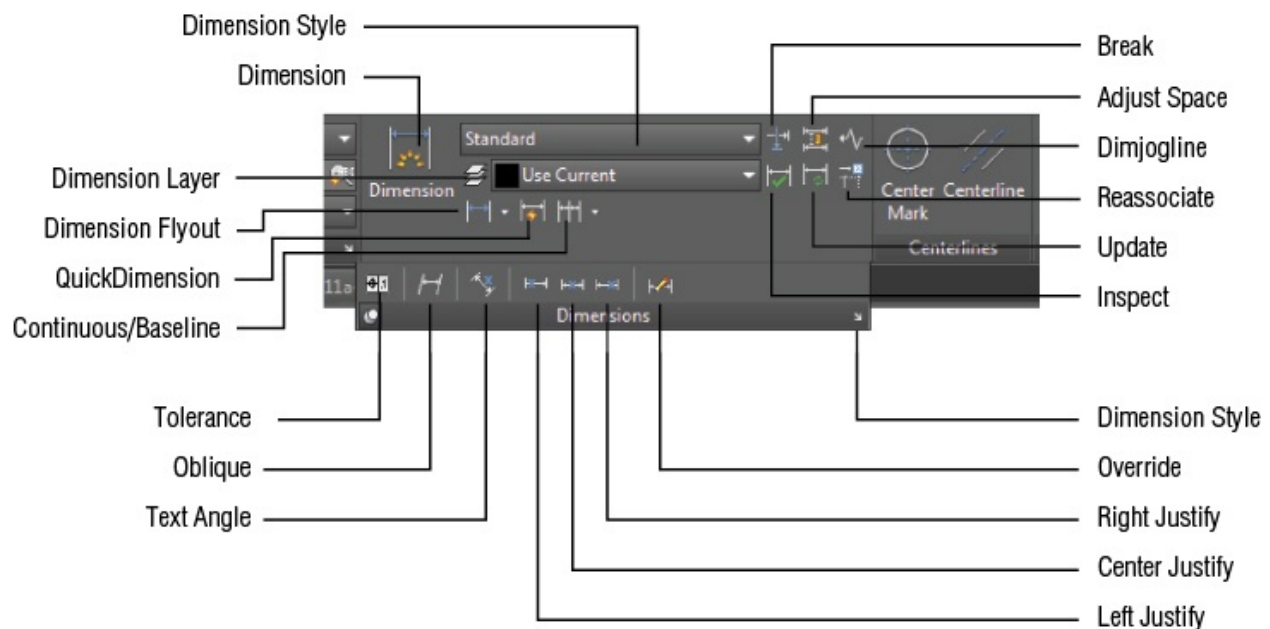 Dimension Style
Dimension
Dimension Layer
Dimension Flyout
QuickDimension
Continuous/Baseline
Tolerance
Oblique
Text Angle
Standard
Use Current
Dimension
Center Mark
Centerline
Centerlines
11a
Dimensions
Break
Adjust Space
Dimjogline
Reassociate
Update
Inspect
Dimension Style
Override
Right Justify
Center Justify
Left Justify